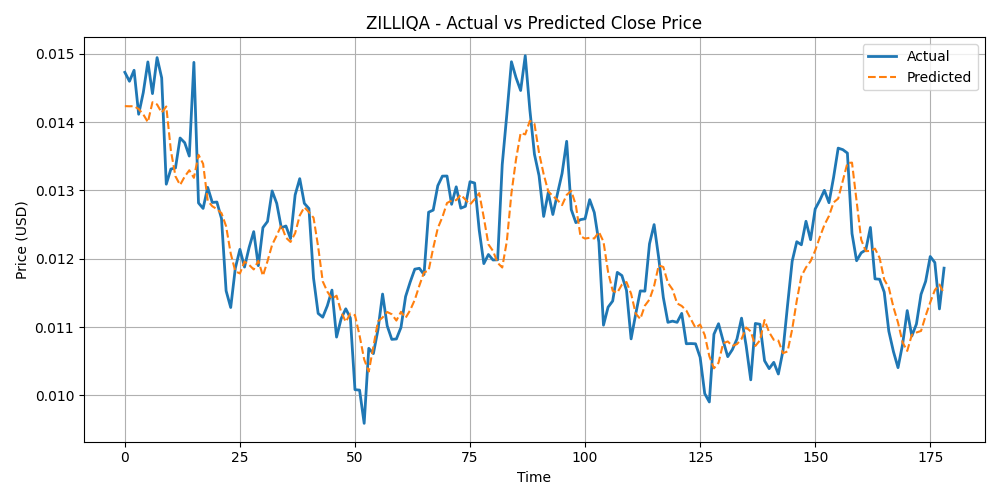 ZILLIQA - Actual vs Predicted Close Price
Actual
Predicted
Price (USD)
0.015
0.014
0.013
0.012
0.011
0.010
0 25 50 75 100 125 150 175
Time